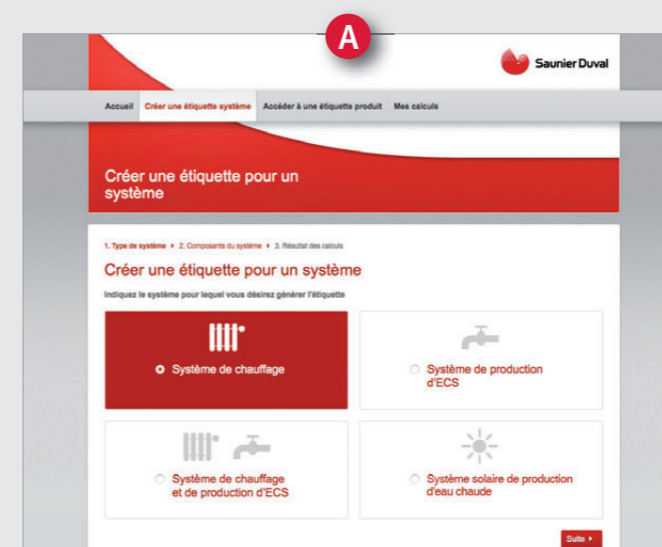 A
Saunier Duval
Accueil Créer une étiquette système Accéder à une étiquette produit Mes calculs
Créer une étiquette pour un
système
1. Type de système ▸ 2. Composants du système ▸ 3. Résultat des calculs
Créer une étiquette pour un système
Indiquez le système pour lequel vous désirez générer l'étiquette
Système de chauffage
Système de production
d'ECS
Système de chauffage
et de production d'ECS
Système solaire de production
d'eau chaude
Suite ▸